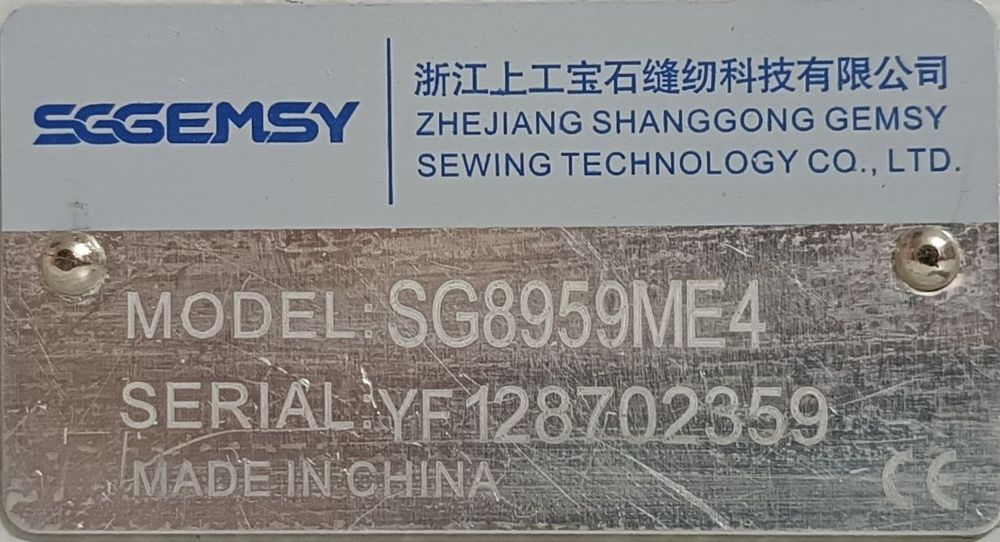 SGGEMSY
浙江上工宝石缝纫科技有限公司
ZHEJIANG SHANGGONG GEMSY
SEWING TECHNOLOGY CO., LTD.
MODEL: SG8959ME4
SERIAL: YF128702359
MADE IN CHINA
CE